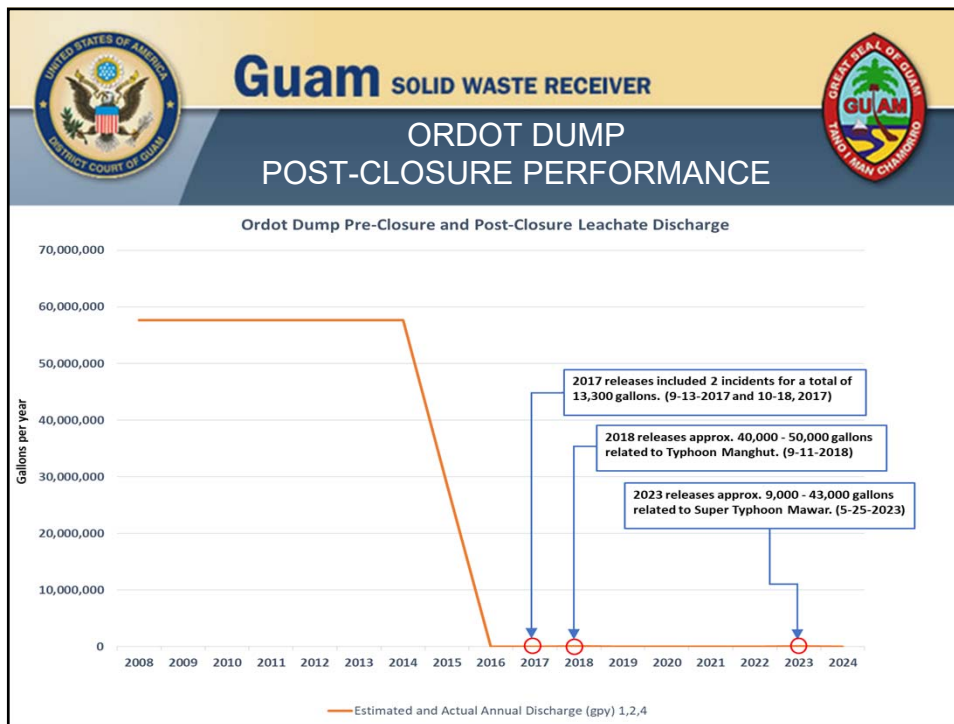 UNITED STATES OF AMERICA
DISTRICT COURT OF GUAM
Guam SOLID WASTE RECEIVER
GREAT SEAL OF GUAM
GUAM
TANO I MAN CHAMORRO
ORDOT DUMP
POST-CLOSURE PERFORMANCE
Ordot Dump Pre-Closure and Post-Closure Leachate Discharge
Gallons per year
70,000,000
60,000,000
50,000,000
40,000,000
30,000,000
20,000,000
10,000,000
0
2017 releases included 2 incidents for a total of
13,300 gallons. (9-13-2017 and 10-18, 2017)
2018 releases approx. 40,000 - 50,000 gallons
related to Typhoon Manghut. (9-11-2018)
2023 releases approx. 9,000 - 43,000 gallons
related to Super Typhoon Mawar. (5-25-2023)
2008 2009 2010 2011 2012 2013 2014 2015 2016 2017 2018 2019 2020 2021 2022 2023 2024
Estimated and Actual Annual Discharge (gpy) 1,2,4